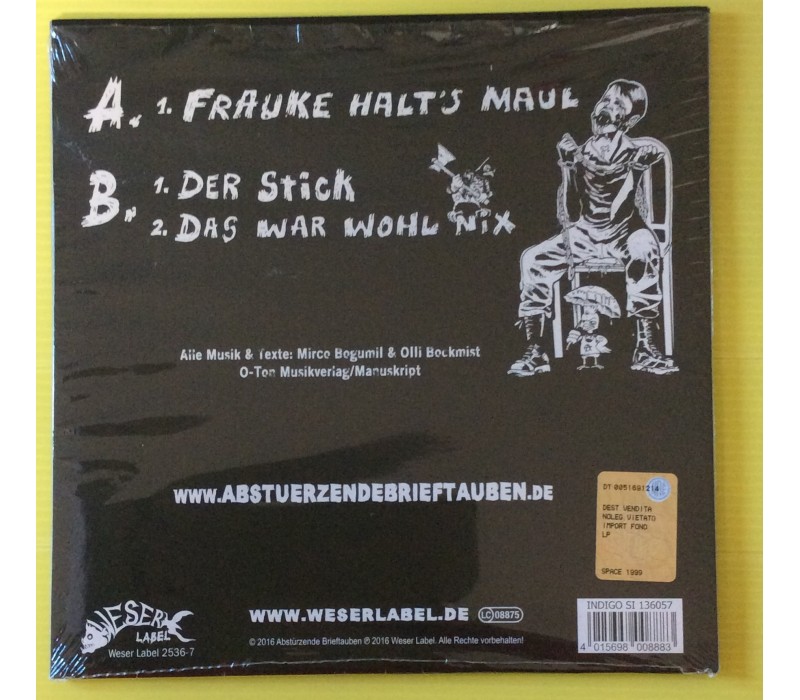 A. 1. FRAUKE HALT'S MAUL
B. 1. DER STICK
2. DAS WAR WOHL NIX
Alle Musik & Texte: Mirco Bogumil & Olli Bockmist
O-Ton Musikverlag/Manuskript
WWW.ABSTUERZENDEBRIEFTAUBEN.DE
DT 0051691214
DEST VENDITA
NOLEG VIETATO
IMPORT FONO
LP
SPACE 1999
WESER
LABEL
Weser Label 2536-7
WWW.WESERLABEL.DE LC 08875
© 2016 Abstürzende Brieftauben ℗ 2016 Weser Label. Alle Rechte vorbehalten!
INDIGO SI 136057
4 015698 008883